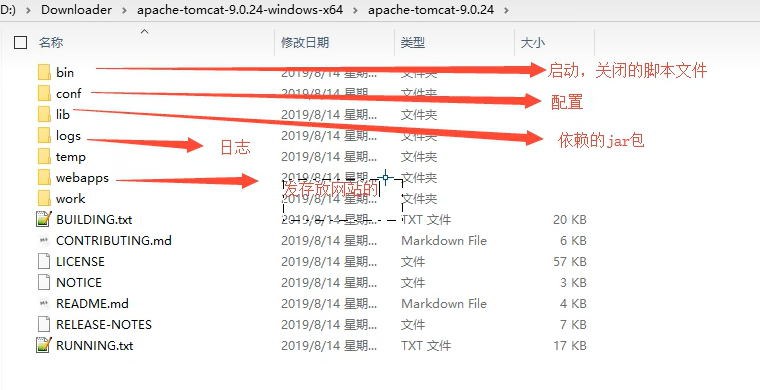 D:) > Downloader > apache-tomcat-9.0.24-windows-x64 > apache-tomcat-9.0.24 >
名称 修改日期 类型 大小
bin 2019/8/14 星期... 文件夹 启动，关闭的脚本文件
conf 2019/8/14 星期... 文件夹 配置
lib 2019/8/14 星期... 文件夹 依赖的jar包
logs 日志 2019/8/14 星期... 文件夹
temp 2019/8/14 星期... 文件夹
webapps 2019/8/14 星期... 文件夹
发存放网站的
work 2019/8/14 星期... 文件夹
BUILDING.txt 2019/8/14 星期... TXT 文件 20 KB
CONTRIBUTING.md 2019/8/14 星期... Markdown File 6 KB
LICENSE 2019/8/14 星期... 文件 57 KB
NOTICE 2019/8/14 星期... 文件 3 KB
README.md 2019/8/14 星期... Markdown File 4 KB
RELEASE-NOTES 2019/8/14 星期... 文件 7 KB
RUNNING.txt 2019/8/14 星期... TXT 文件 17 KB